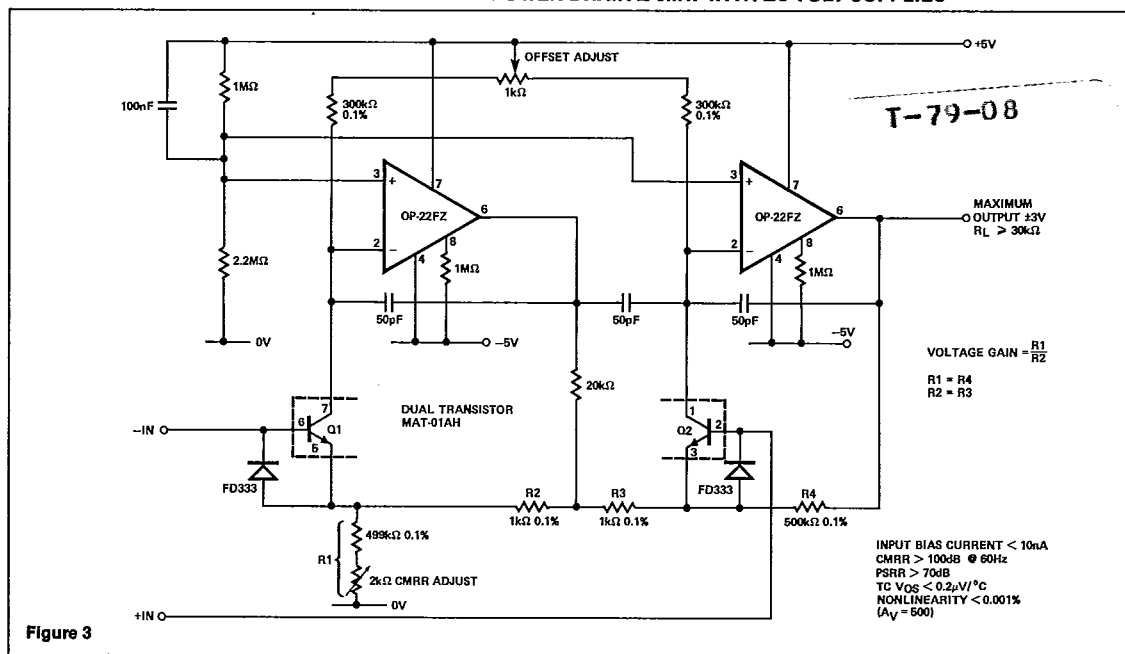 +5V
OFFSET ADJUST
1kΩ
1MΩ
100nF
300kΩ
0.1%
300kΩ
0.1%
T-79-08
3
+
7
OP-22FZ
6
2
−
4
8
1MΩ
3
+
7
OP-22FZ
6
2
−
4
8
1MΩ
MAXIMUM
OUTPUT ±3V
RL ⩾ 30kΩ
2.2MΩ
0V
50pF
−5V
50pF
50pF
−5V
VOLTAGE GAIN = R1/R2
R1 = R4
R2 = R3
20kΩ
DUAL TRANSISTOR
MAT-01AH
−IN
7
6
Q1
5
FD333
1
Q2
2
3
FD333
R2
1kΩ 0.1%
R3
1kΩ 0.1%
R4
500kΩ 0.1%
R1
499kΩ 0.1%
2kΩ CMRR ADJUST
0V
+IN
INPUT BIAS CURRENT < 10nA
CMRR > 100dB @ 60Hz
PSRR > 70dB
TC VOS < 0.2μV/°C
NONLINEARITY < 0.001%
(AV = 500)
Figure 3